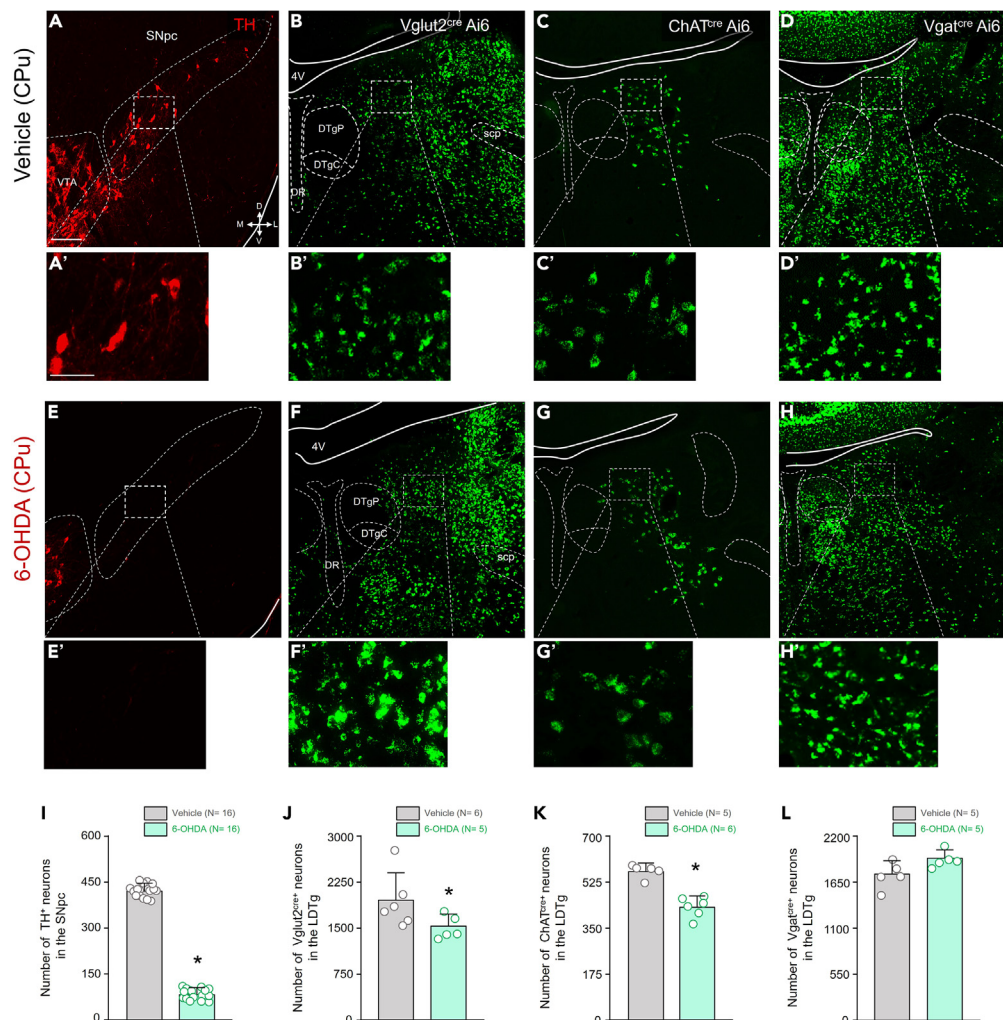 Vehicle (CPu)
A
SNpc
TH
VTA
D
M
L
V
B
Vglut2cre Ai6
4V
DTgP
DTgC
DR
scp
C
ChATcre Ai6
D
Vgatcre Ai6
A'
B'
C'
D'
6-OHDA (CPu)
E
F
4V
DTgP
DTgC
DR
scp
G
H
E'
F'
G'
H'
I
Vehicle (N= 16)
6-OHDA (N= 16)
Number of TH+ neurons
in the SNpc
600
450
300
150
0
*
J
Vehicle (N= 6)
6-OHDA (N= 5)
Number of Vglut2cre+ neurons
in the LDTg
3000
2250
1500
750
0
*
K
Vehicle (N= 5)
6-OHDA (N= 6)
Number of ChATcre+ neurons
in the LDTg
700
525
350
175
0
*
L
Vehicle (N= 5)
6-OHDA (N= 5)
Number of Vgatcre+ neurons
in the LDTg
2200
1650
1100
550
0